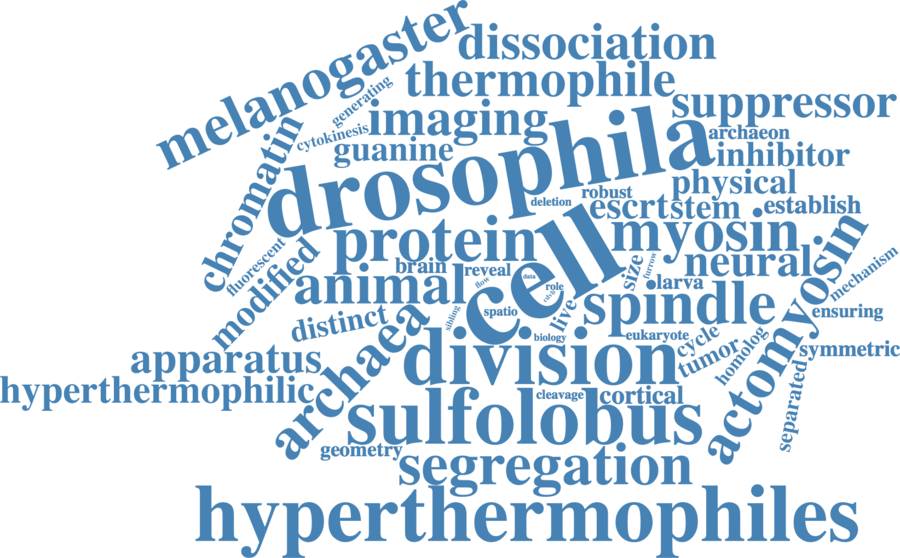 melanogaster
dissociation
thermophile
generating
suppressor
imaging
cytokinesis
chromatin
guanine
drosophila
archaeon
inhibitor
physical
robust
deletion
escrt
stem
establish
protein
cell
myosin
fluorescent
modified
brain
reveal
animal
flow
data
role
cdvb
size
furrow
neural
larva
mechanism
spindle
actomyosin
distinct
sibling
spatio
live
ensuring
archaea
biology
eukaryote
cycle
tumor
homolog
symmetric
apparatus
division
hyperthermophilic
cleavage
cortical
separated
sulfolobus
geometry
segregation
hyperthermophiles